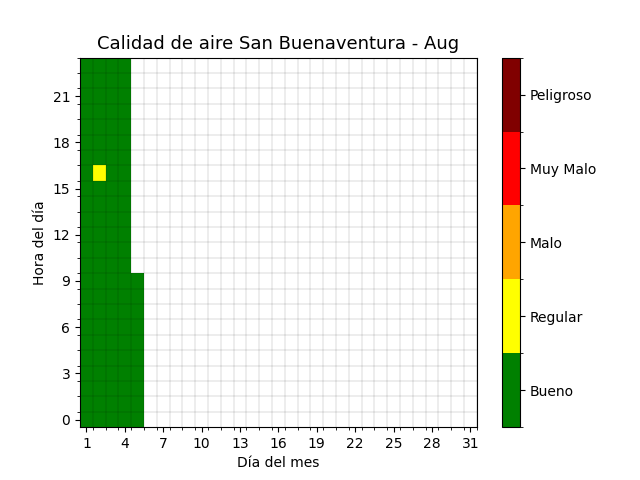 Calidad de aire San Buenaventura - Aug
Hora del día
21
18
15
12
9
6
3
0
1 4 7 10 13 16 19 22 25 28 31
Día del mes
Peligroso
Muy Malo
Malo
Regular
Bueno